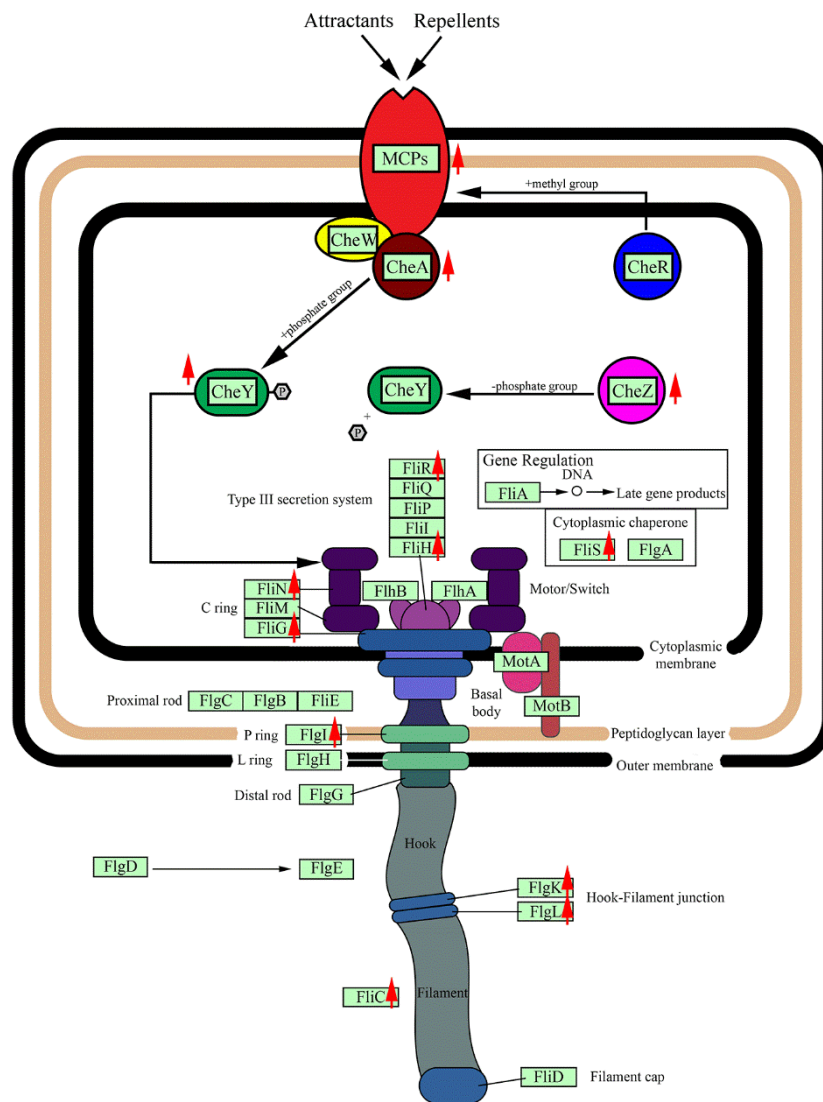 Attractants
Repellents
MCPs
+methyl group
CheW
CheA
CheR
+phosphate group
CheY
P
CheY
+
P
-phosphate group
CheZ
Type III secretion system
FliR
FliQ
FliP
FliI
FliH
Gene Regulation
DNA
FliA
Late gene products
Cytoplasmic chaperone
FliS
FlgA
FliN
C ring
FliM
FliG
FlhB
FlhA
Motor/Switch
MotA
Cytoplasmic
membrane
Proximal rod
FlgC
FlgB
FliE
Basal
body
MotB
P ring
FlgI
Peptidoglycan layer
L ring
FlgH
Outer membrane
Distal rod
FlgG
Hook
FlgD
FlgE
FlgK
FlgL
Hook-Filament junction
FliC
Filament
FliD
Filament cap